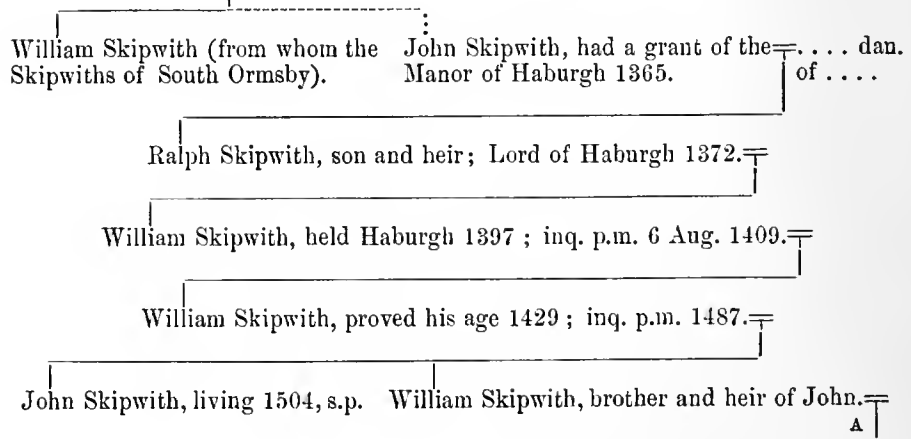 William Skipwith (from whom the
Skipwiths of South Ormsby).
John Skipwith, had a grant of the
Manor of Haburgh 1365.
. . . . dau.
of . . . .
Ralph Skipwith, son and heir; Lord of Haburgh 1372.
William Skipwith, held Haburgh 1397 ; inq. p.m. 6 Aug. 1409.
William Skipwith, proved his age 1429 ; inq. p.m. 1487.
John Skipwith, living 1504, s.p.
William Skipwith, brother and heir of John.
A